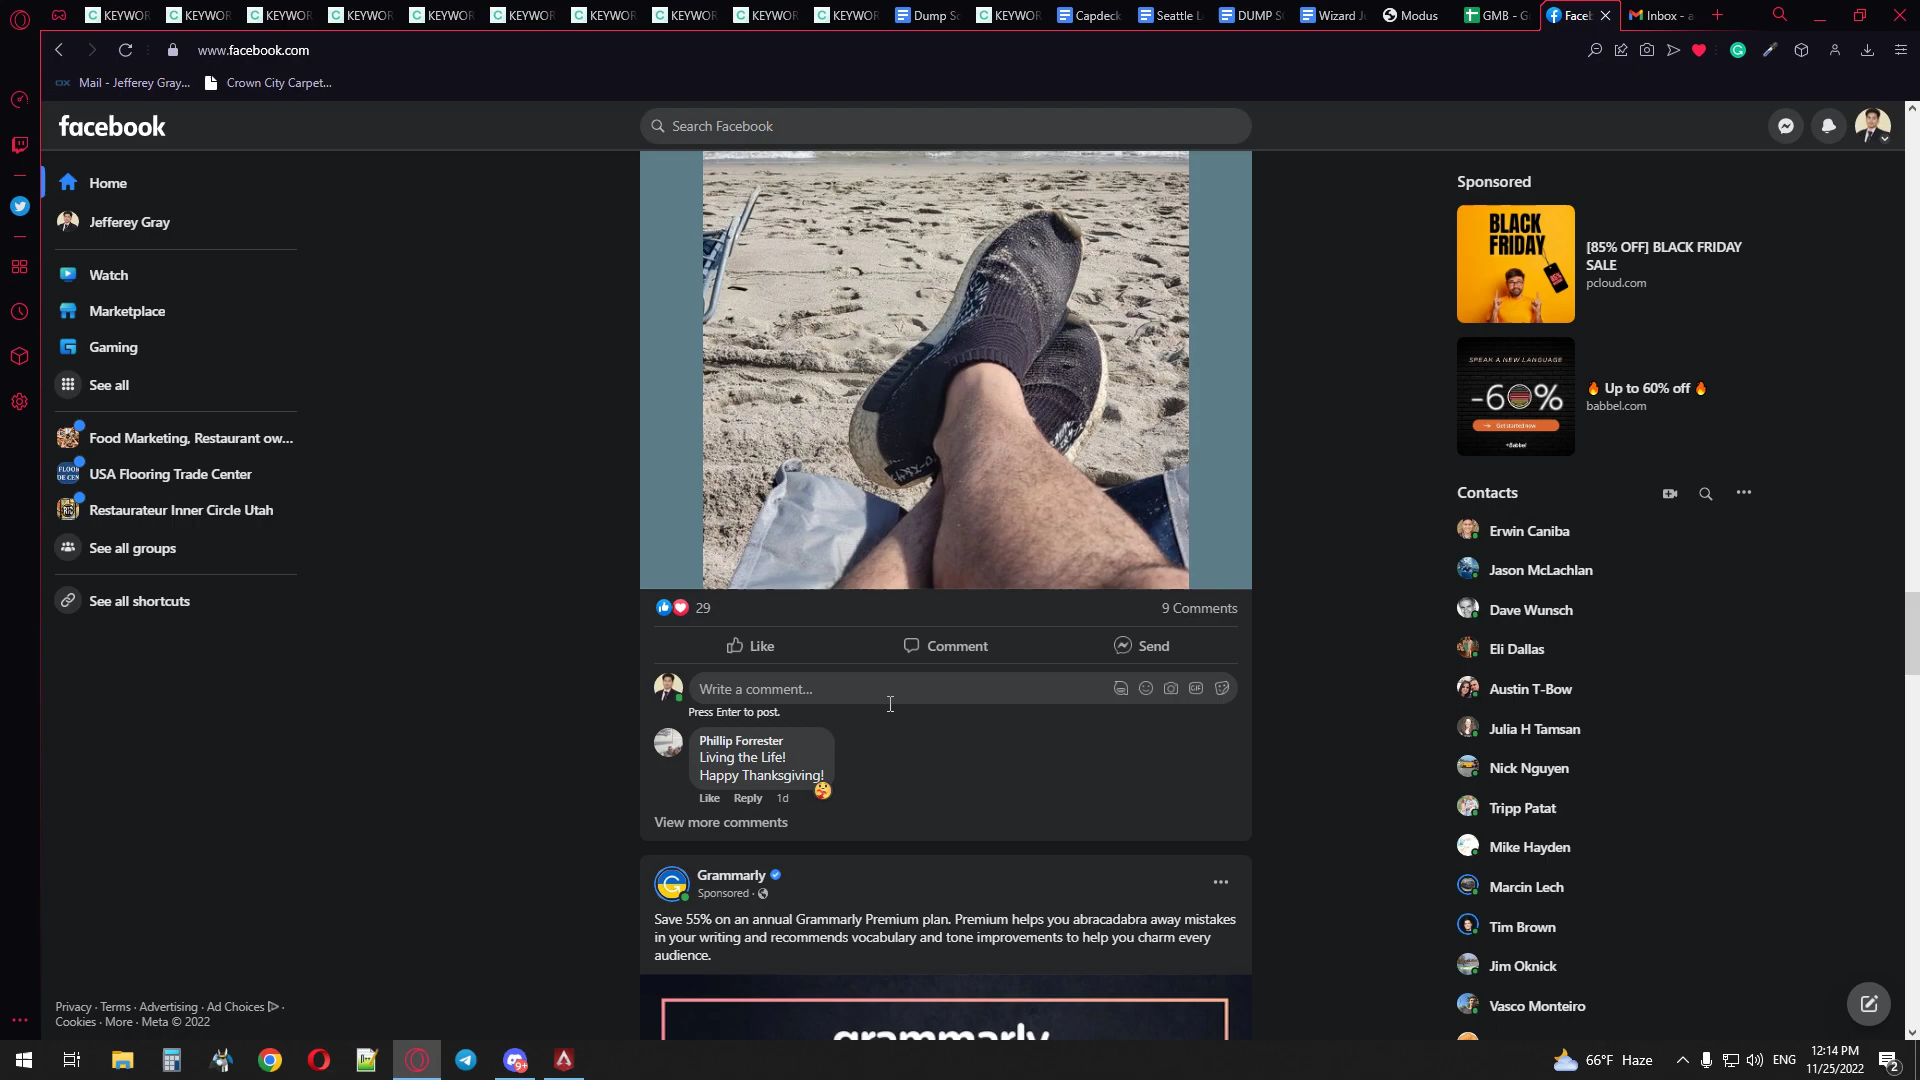 KEYWOR
KEYWOR
KEYWOR
KEYWOR
KEYWOR
KEYWOR
KEYWOR
KEYWOR
KEYWOR
KEYWOR
Dump Sc
KEYWOR
Capdeck
Seattle L
DUMP S
Wizard J
Modus
GMB - G
Face
Inbox - a
www.facebook.com
Mail - Jefferey Gray...
Crown City Carpet...
facebook
Search Facebook
Home
Jefferey Gray
Watch
Marketplace
Gaming
See all
Food Marketing, Restaurant ow...
USA Flooring Trade Center
Restaurateur Inner Circle Utah
See all groups
See all shortcuts
Privacy · Terms · Advertising · Ad Choices ·
Cookies · More · Meta © 2022
29
9 Comments
Like
Comment
Send
Write a comment...
GIF
Press Enter to post.
Phillip Forrester
Living the Life!
Happy Thanksgiving!
Like Reply 1d
View more comments
Grammarly
Sponsored ·
Save 55% on an annual Grammarly Premium plan. Premium helps you abracadabra away mistakes
in your writing and recommends vocabulary and tone improvements to help you charm every
audience.
grammarly
Sponsored
BLACK
FRIDAY
[85% OFF] BLACK FRIDAY
SALE
pcloud.com
SPEAK A NEW LANGUAGE
-60%
Get started now
+Babbel
Up to 60% off
babbel.com
Contacts
Erwin Caniba
Jason McLachlan
Dave Wunsch
Eli Dallas
Austin T-Bow
Julia H Tamsan
Nick Nguyen
Tripp Patat
Mike Hayden
Marcin Lech
Tim Brown
Jim Oknick
Vasco Monteiro
66°F Haze
ENG
12:14 PM
11/25/2022
2